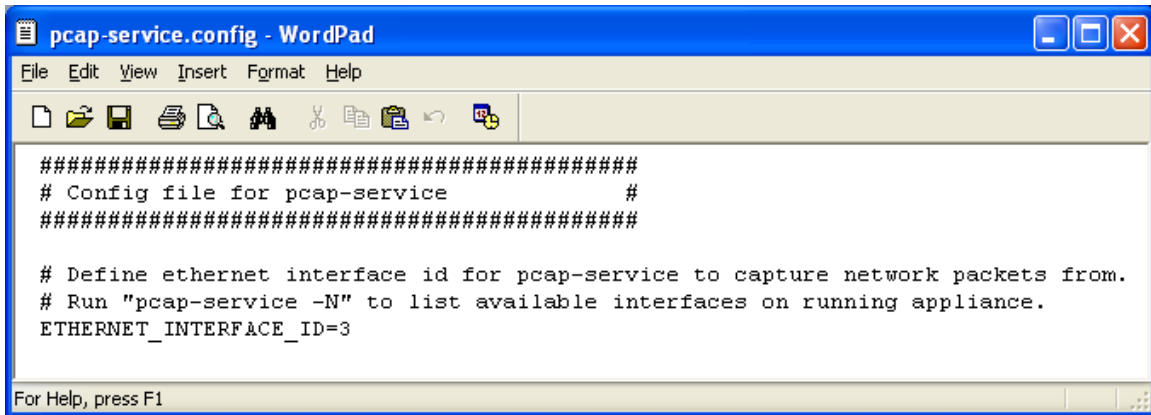 pcap-service.config - WordPad
File Edit View Insert Format Help
############################################
# Config file for pcap-service             #
############################################
# Define ethernet interface id for pcap-service to capture network packets from.
# Run "pcap-service -N" to list available interfaces on running appliance.
ETHERNET_INTERFACE_ID=3
For Help, press F1